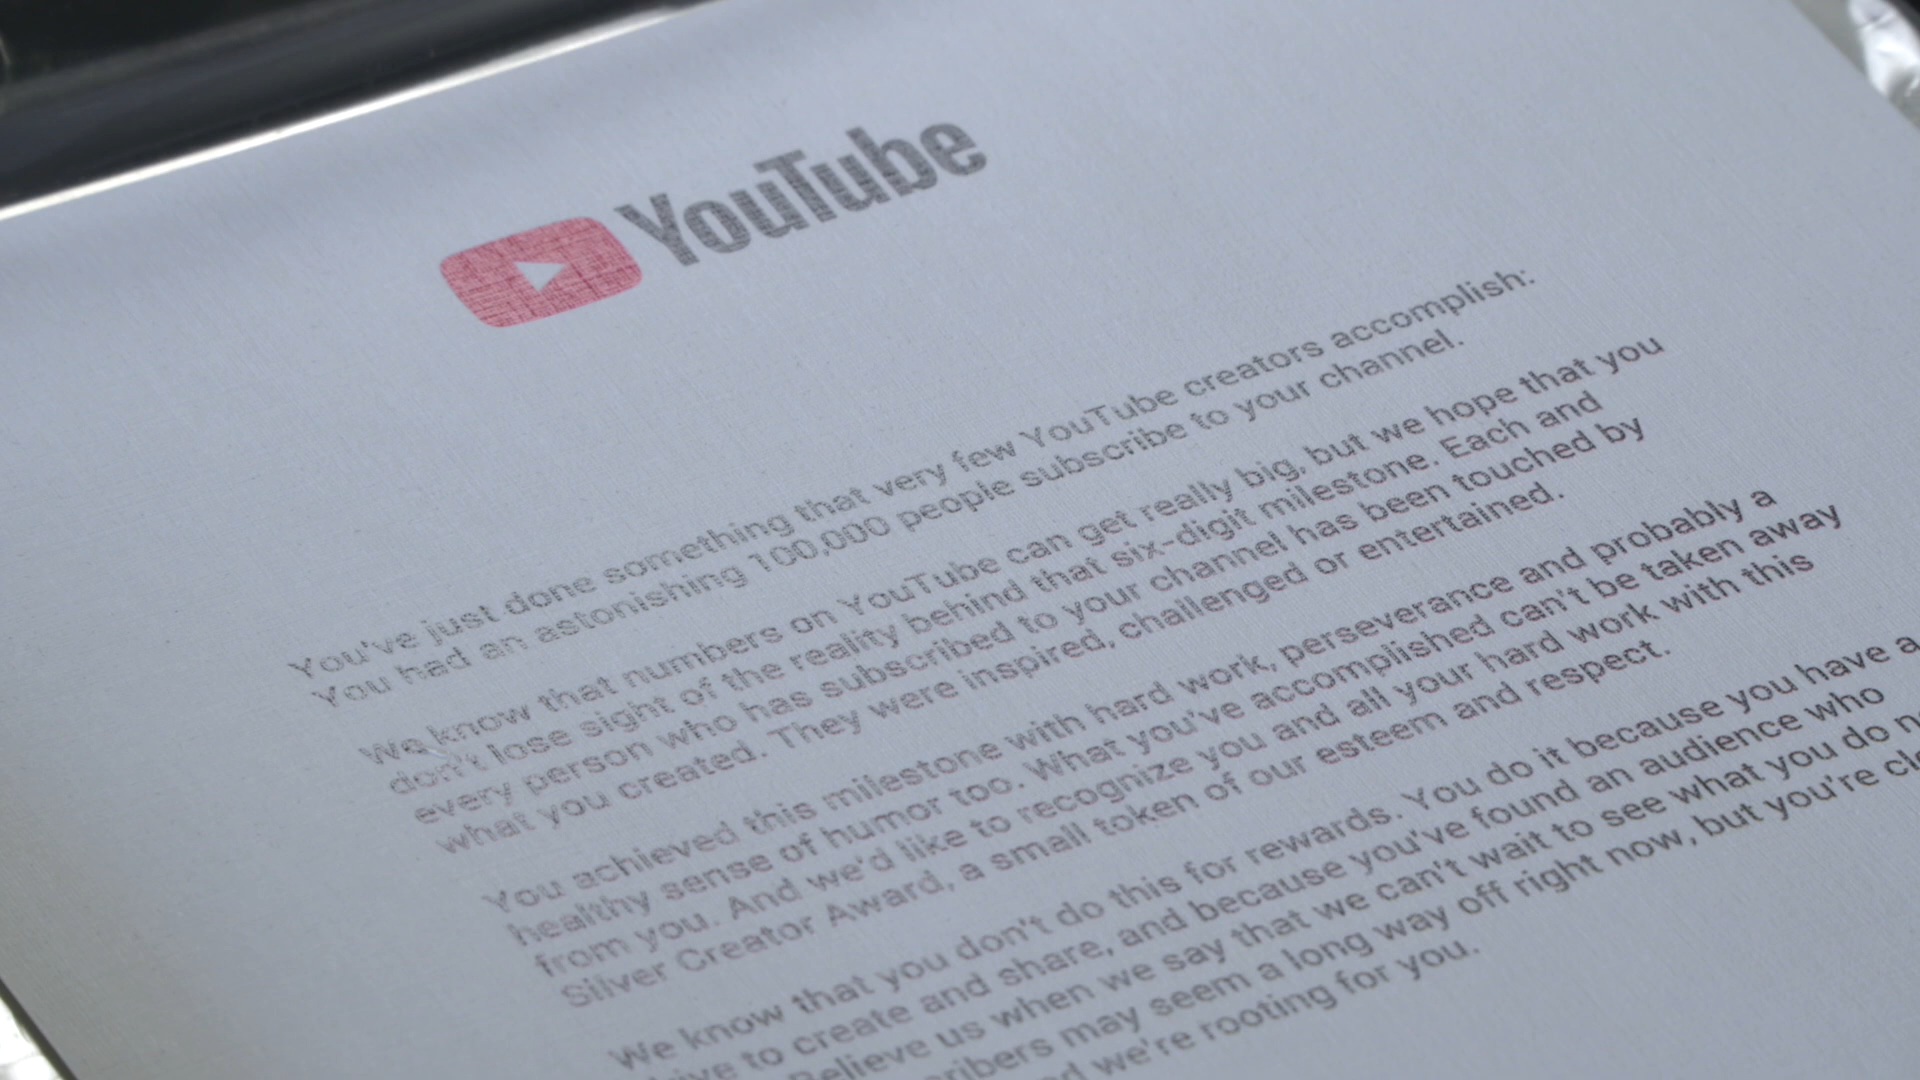 YouTube
You've just done something that very few YouTube creators accomplish:
You had an astonishing 100,000 people subscribe to your channel.
We know that numbers on YouTube can get really big, but we hope that you
don't lose sight of the reality behind that six-digit milestone. Each and
every person who has subscribed to your channel has been touched by
what you created. They were inspired, challenged or entertained.
You achieved this milestone with hard work, perseverance and probably a
healthy sense of humor too. What you've accomplished can't be taken away
from you. And we'd like to recognize you and all your hard work with this
Silver Creator Award, a small token of our esteem and respect.
We know that you don't do this for rewards. You do it because you have a
to create and share, and because you've found an audience who
Believe us when we say that we can't wait to see what you do
may seem a long way off right now, but you're
we're rooting for you.